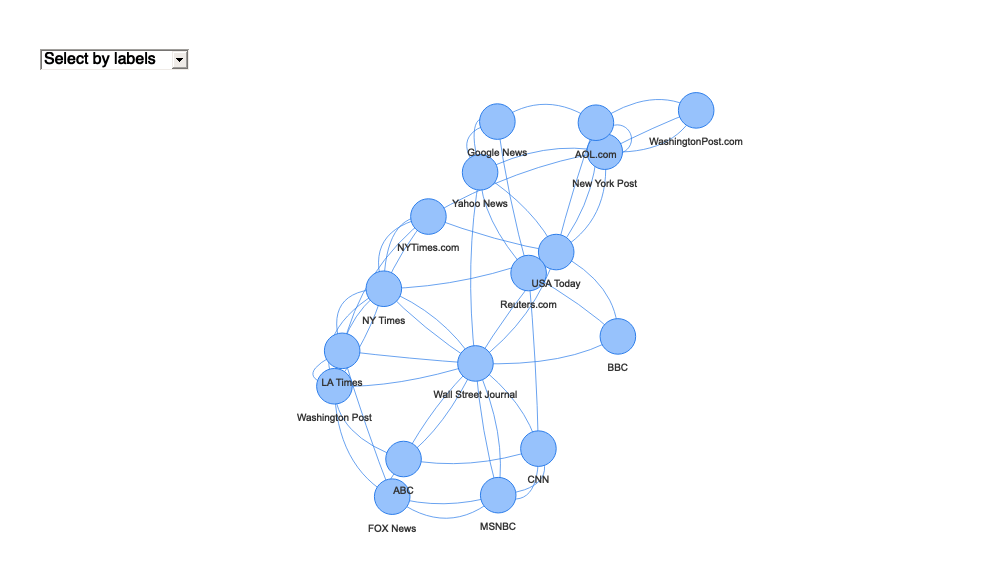 Select by labels
WashingtonPost.com
Google News
AOL.com
New York Post
Yahoo News
NYTimes.com
USA Today
Reuters.com
NY Times
BBC
LA Times
Wall Street Journal
Washington Post
CNN
ABC
MSNBC
FOX News